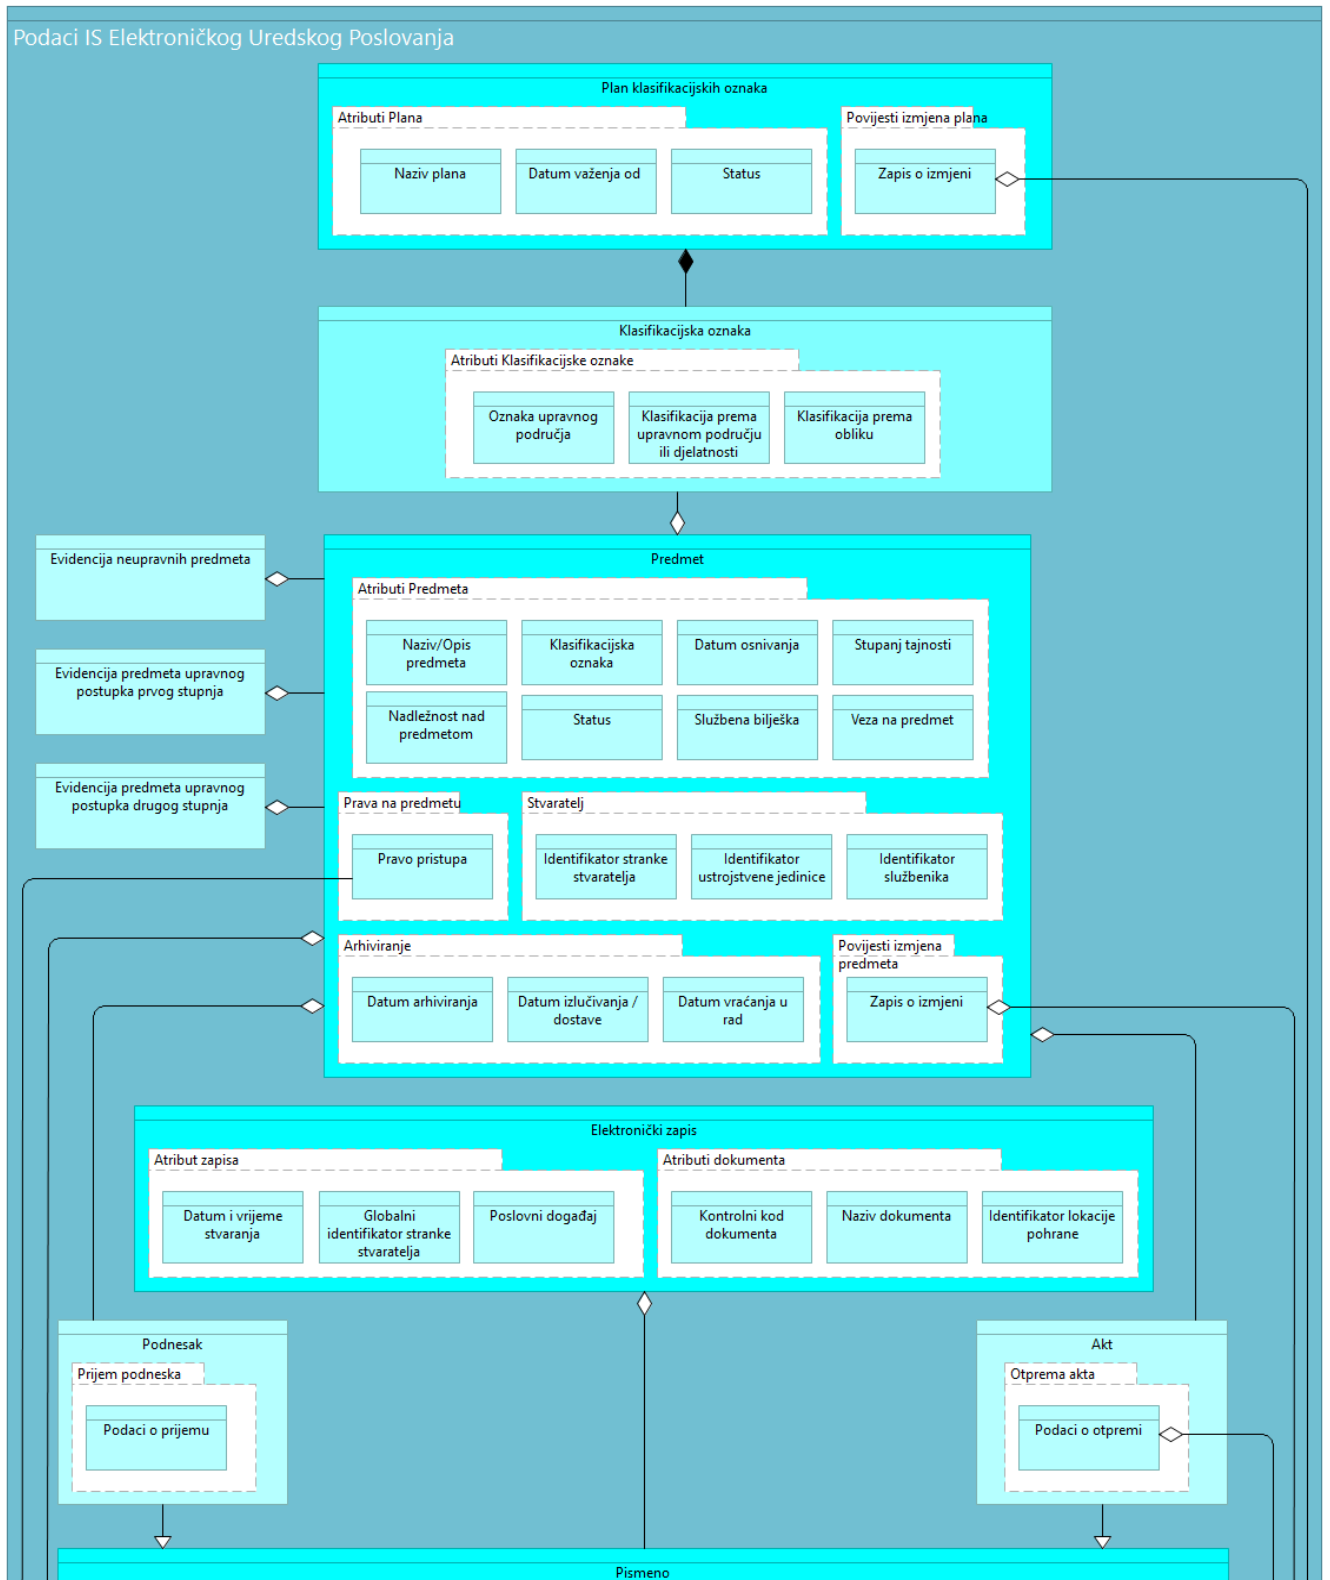 Podaci IS Elektroničkog Uredskog Poslovanja
Plan klasifikacijskih oznaka
Atributi Plana
Naziv plana
Datum važenja od
Status
Povijesti izmjena plana
Zapis o izmjeni
Klasifikacijska oznaka
Atributi Klasifikacijske oznake
Oznaka upravnog
područja
Klasifikacija prema
upravnom području
ili djelatnosti
Klasifikacija prema
obliku
Evidencija neupravnih predmeta
Evidencija predmeta upravnog
postupka prvog stupnja
Evidencija predmeta upravnog
postupka drugog stupnja
Predmet
Atributi Predmeta
Naziv/Opis
predmeta
Klasifikacijska
oznaka
Datum osnivanja
Stupanj tajnosti
Nadležnost nad
predmetom
Status
Službena bilješka
Veza na predmet
Prava na predmetu
Pravo pristupa
Stvaratelj
Identifikator stranke
stvaratelja
Identifikator
ustrojstvene jedinice
Identifikator
službenika
Arhiviranje
Datum arhiviranja
Datum izlučivanja /
dostave
Datum vraćanja u
rad
Povijesti izmjena
predmeta
Zapis o izmjeni
Elektronički zapis
Atribut zapisa
Datum i vrijeme
stvaranja
Globalni
identifikator stranke
stvaratelja
Poslovni događaj
Atributi dokumenta
Kontrolni kod
dokumenta
Naziv dokumenta
Identifikator lokacije
pohrane
Podnesak
Prijem podneska
Podaci o prijemu
Akt
Otprema akta
Podaci o otpremi
Pismeno